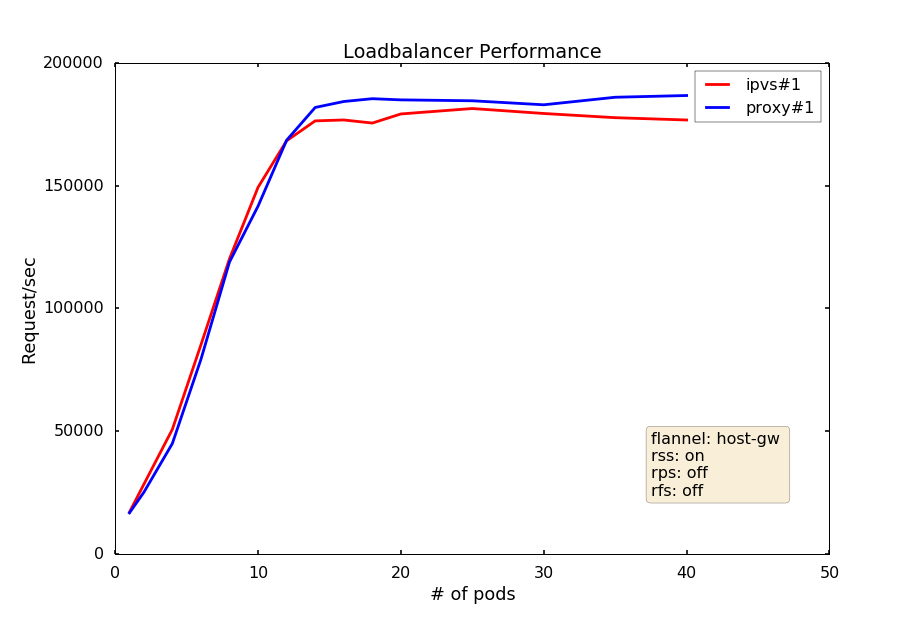 Loadbalancer Performance
200000
150000
100000
50000
0
Request/sec
ipvs#1
proxy#1
flannel: host-gw
rss: on
rps: off
rfs: off
0 10 20 30 40 50
# of pods